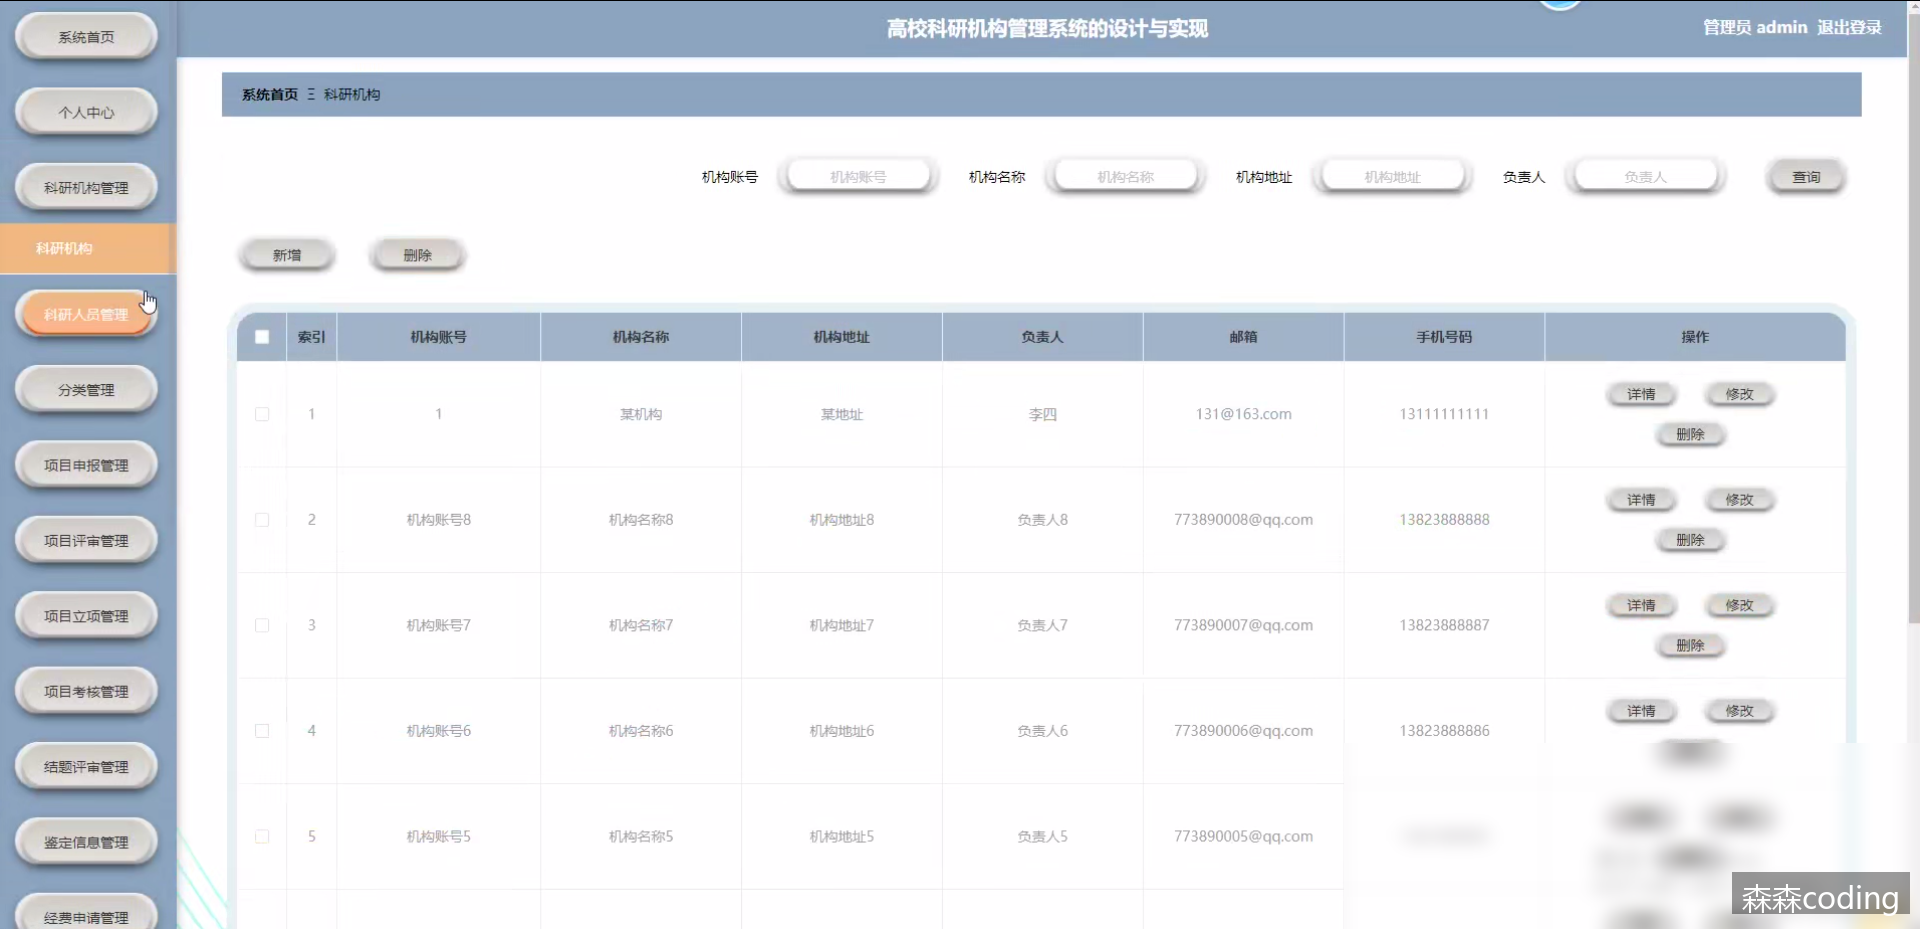 高校科研机构管理系统的设计与实现
管理员 admin 退出登录
系统首页
个人中心
科研机构管理
科研机构
科研人员管理
分类管理
项目申报管理
项目评审管理
项目立项管理
项目考核管理
结题评审管理
鉴定信息管理
经费申请管理
系统首页 Ξ 科研机构
机构账号 机构账号 机构名称 机构名称 机构地址 机构地址 负责人 负责人 查询
新增 删除
索引 机构账号 机构名称 机构地址 负责人 邮箱 手机号码 操作
1 1 某机构 某地址 李四 131@163.com 13111111111 详情 修改
删除
2 机构账号8 机构名称8 机构地址8 负责人8 773890008@qq.com 13823888888 详情 修改
删除
3 机构账号7 机构名称7 机构地址7 负责人7 773890007@qq.com 13823888887 详情 修改
删除
4 机构账号6 机构名称6 机构地址6 负责人6 773890006@qq.com 13823888886 详情 修改
5 机构账号5 机构名称5 机构地址5 负责人5 773890005@qq.com
森森coding